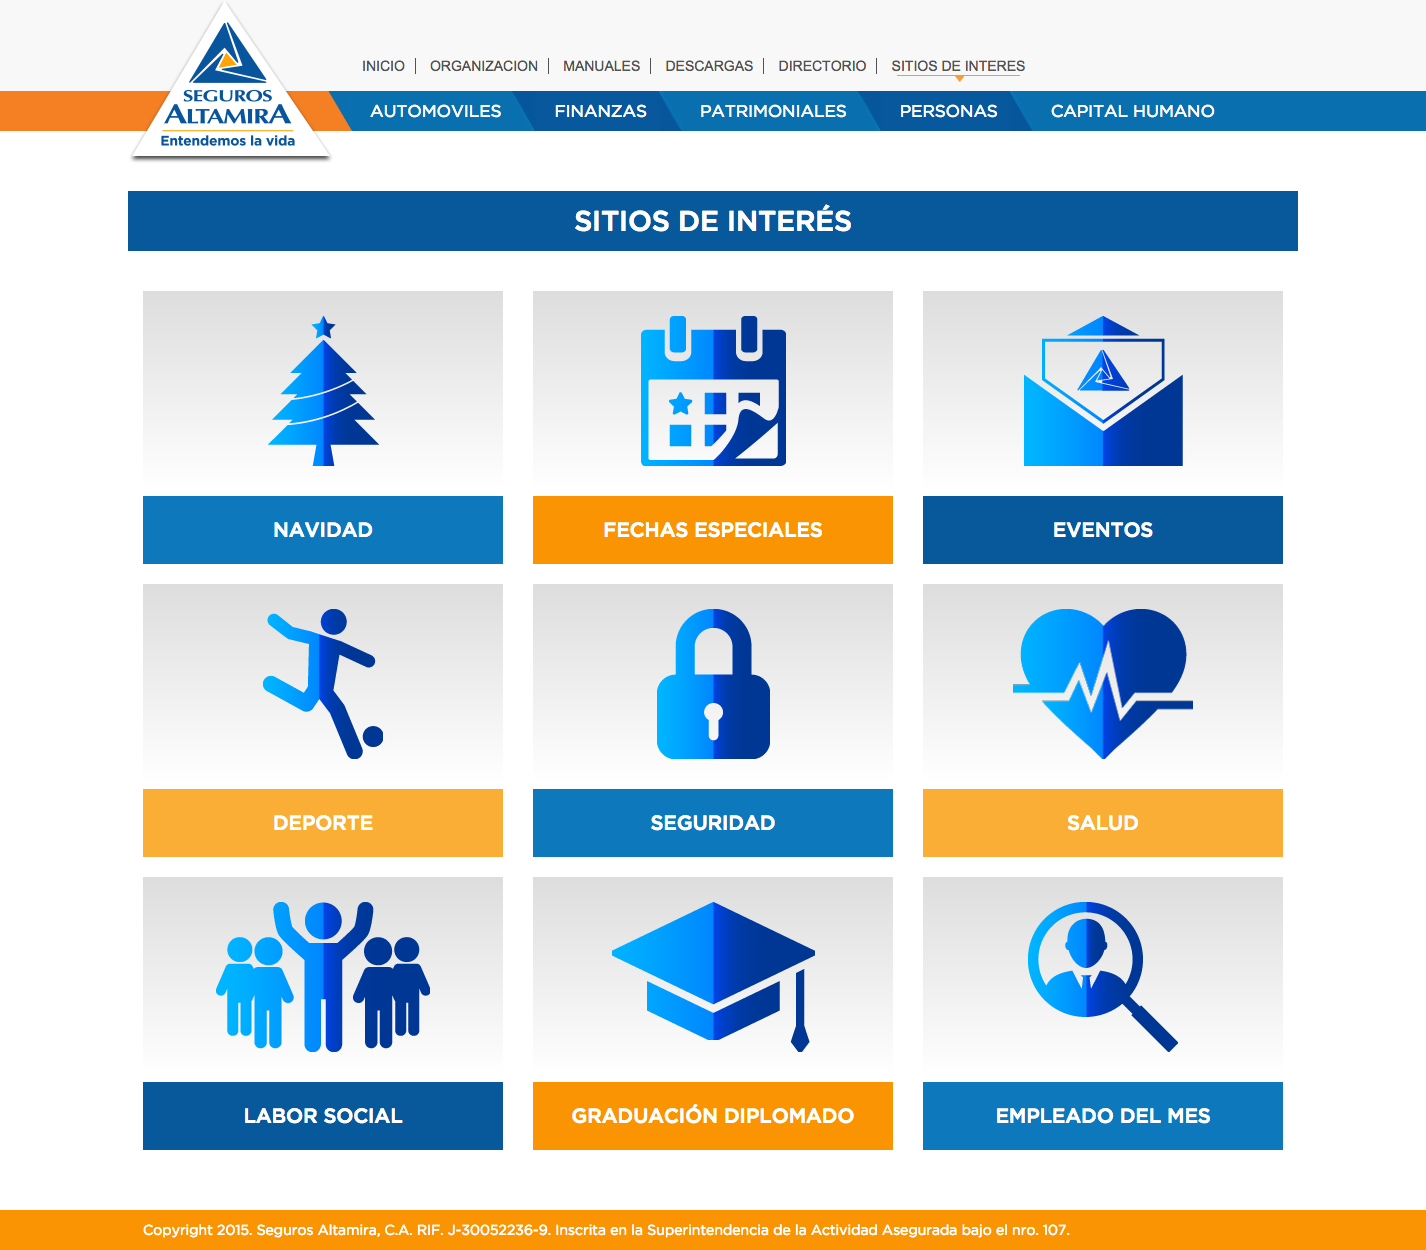 INICIO | ORGANIZACION | MANUALES | DESCARGAS | DIRECTORIO | SITIOS DE INTERES
SEGUROS
ALTAMIRA
Entendemos la vida
AUTOMOVILES FINANZAS PATRIMONIALES PERSONAS CAPITAL HUMANO
SITIOS DE INTERÉS
NAVIDAD FECHAS ESPECIALES EVENTOS
DEPORTE SEGURIDAD SALUD
LABOR SOCIAL GRADUACIÓN DIPLOMADO EMPLEADO DEL MES
Copyright 2015. Seguros Altamira, C.A. RIF. J-30052236-9. Inscrita en la Superintendencia de la Actividad Asegurada bajo el nro. 107.